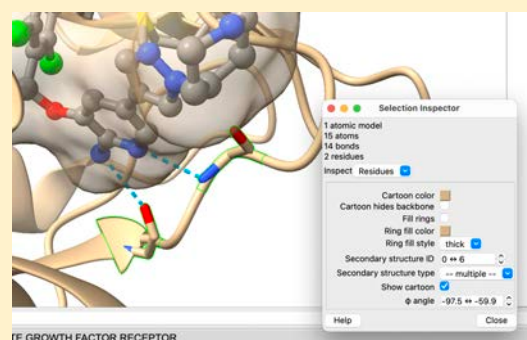 Selection Inspector
1 atomic model
15 atoms
14 bonds
2 residues
Inspect Residues
Cartoon color
Cartoon hides backbone
Fill rings
Ring fill color
Ring fill style thick
Secondary structure ID 0 ↔ 6
Secondary structure type -- multiple --
Show cartoon
φ angle -97.5 ↔ -59.9
Help Close
TE GROWTH FACTOR RECEPTOR